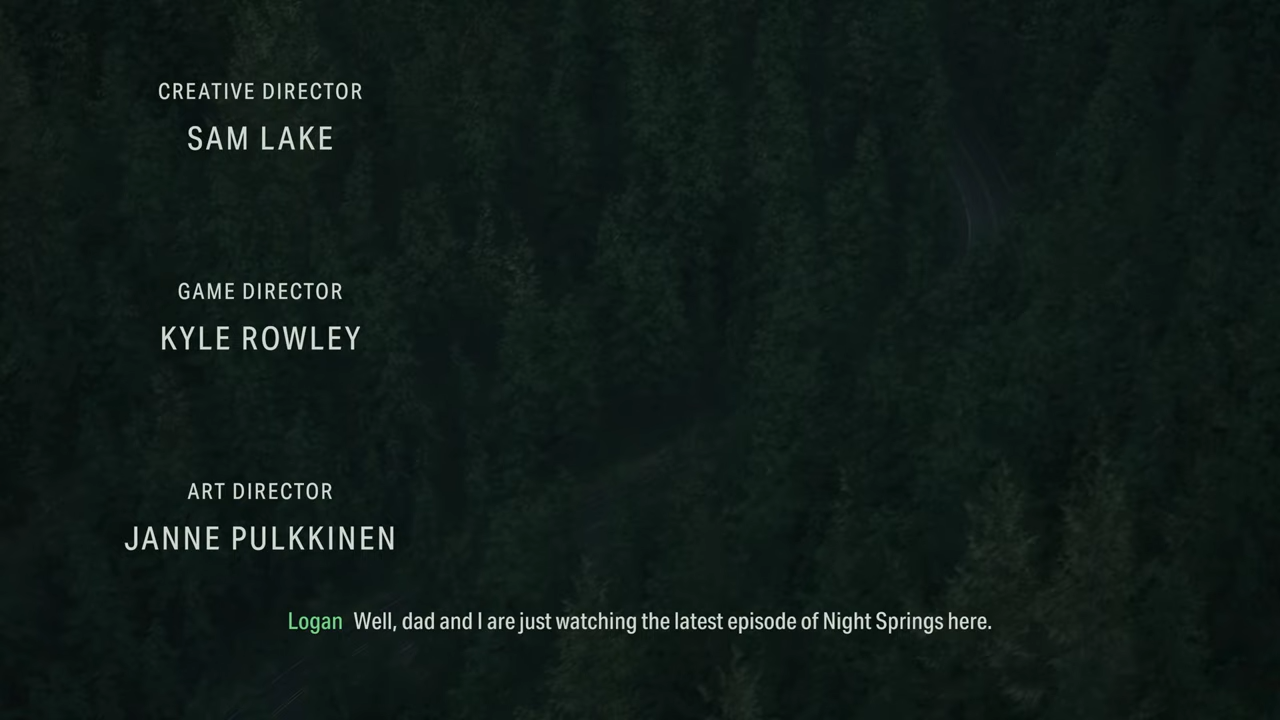 CREATIVE DIRECTOR
SAM LAKE
GAME DIRECTOR
KYLE ROWLEY
ART DIRECTOR
JANNE PULKKINEN
Logan Well, dad and I are just watching the latest episode of Night Springs here.